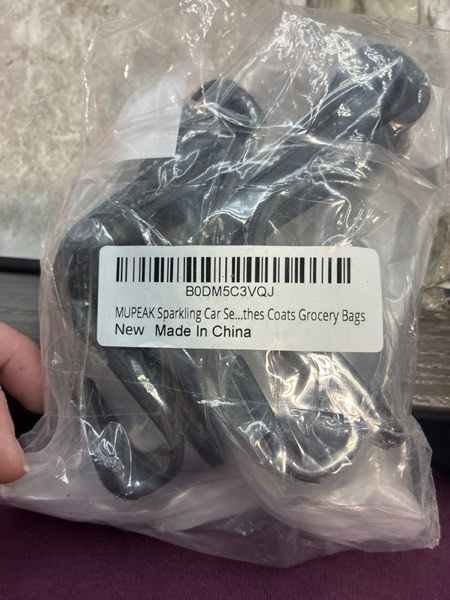 B0DM5C3VQJ
MUPEAK Sparkling Car Se...thes Coats Grocery Bags
New Made In China